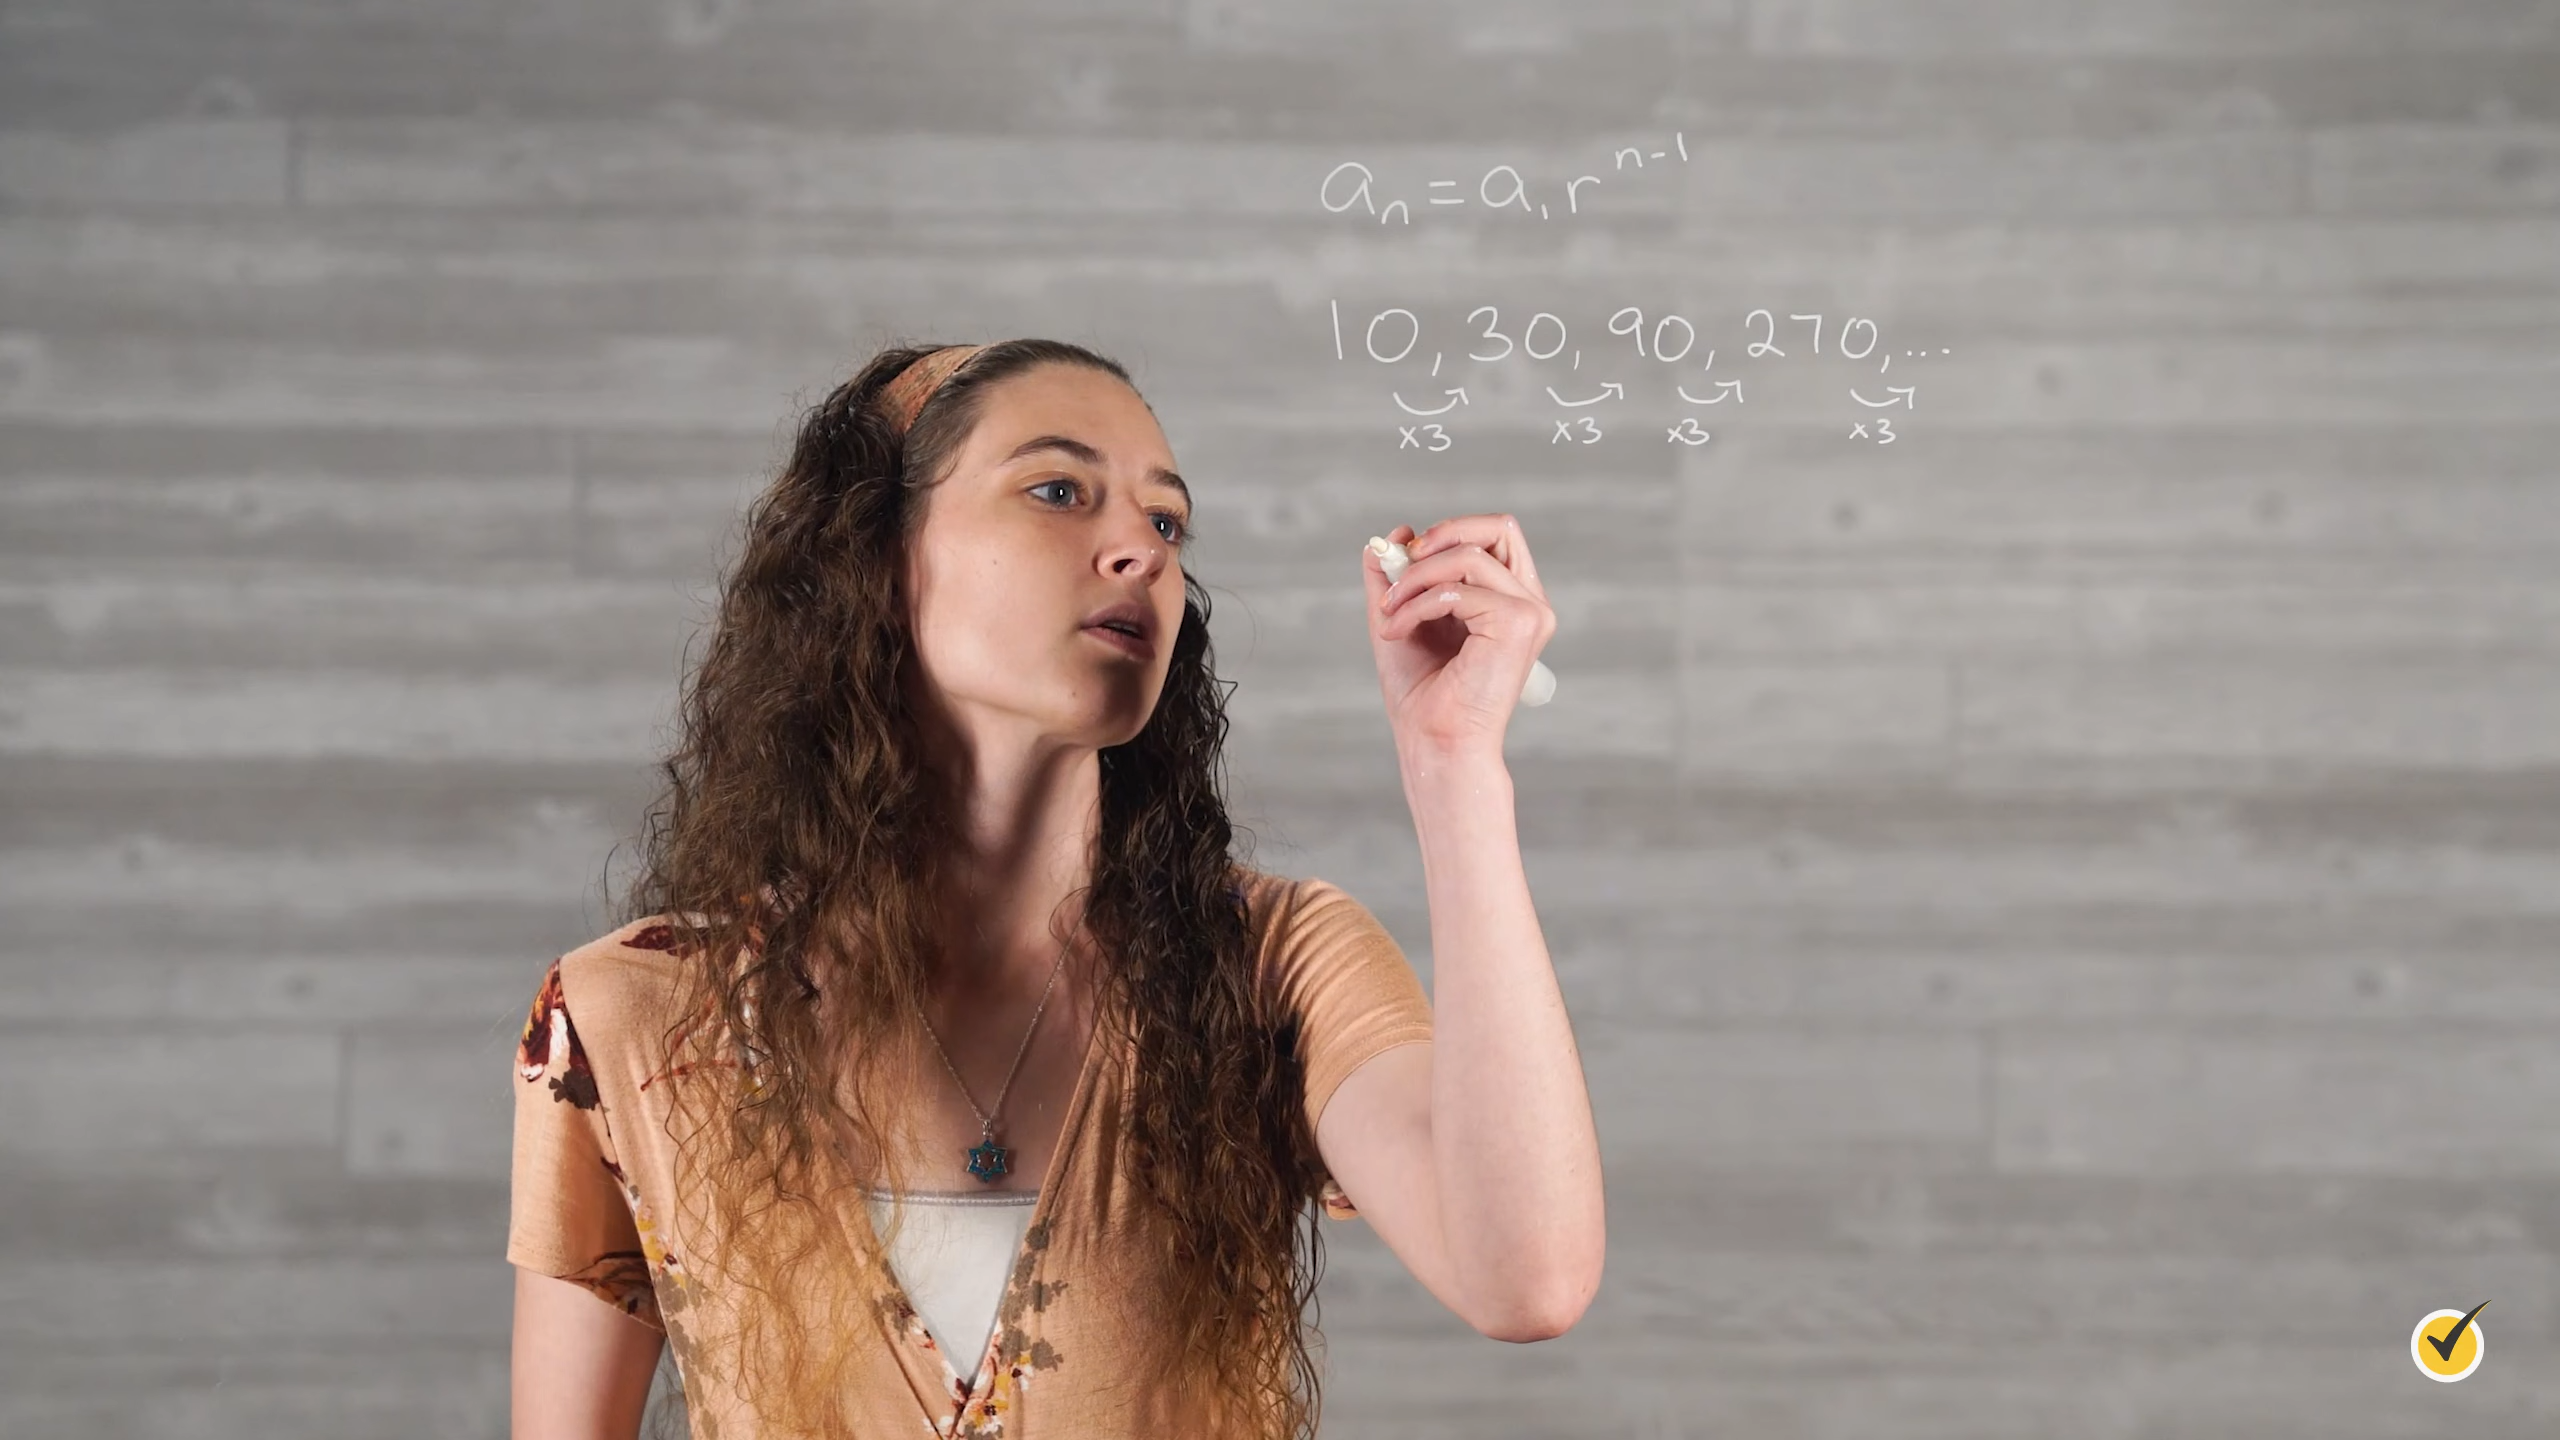 aₙ = a₁rⁿ⁻¹
10, 30, 90, 270, ...
x3 x3 x3 x3